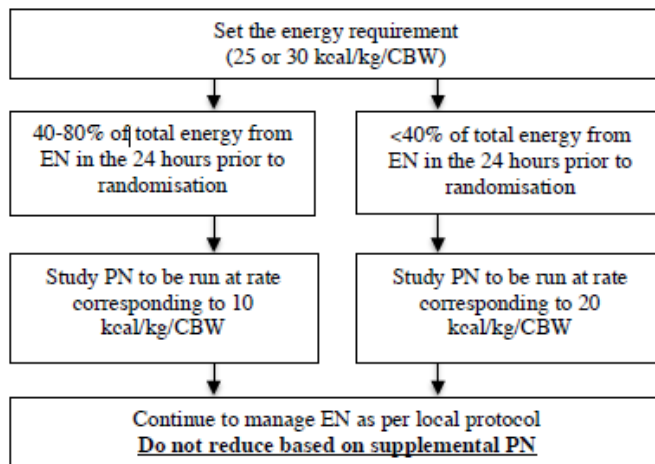 Set the energy requirement
(25 or 30 kcal/kg/CBW)
40-80% of total energy from
EN in the 24 hours prior to
randomisation
<40% of total energy from
EN in the 24 hours prior to
randomisation
Study PN to be run at rate
corresponding to 10
kcal/kg/CBW
Study PN to be run at rate
corresponding to 20
kcal/kg/CBW
Continue to manage EN as per local protocol
Do not reduce based on supplemental PN